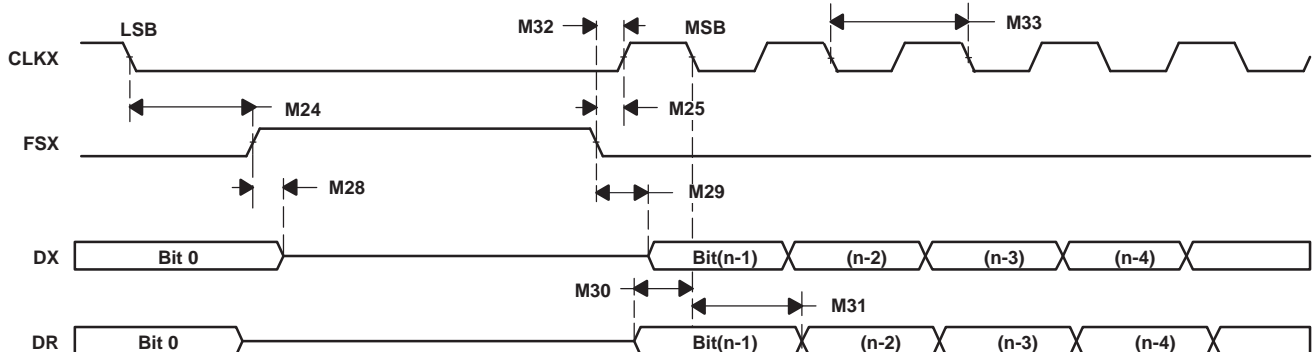 LSB
M32
MSB
M33
CLKX
M24
M25
FSX
M28
M29
DX
Bit 0
Bit(n-1)
(n-2)
(n-3)
(n-4)
M30
M31
DR
Bit 0
Bit(n-1)
(n-2)
(n-3)
(n-4)